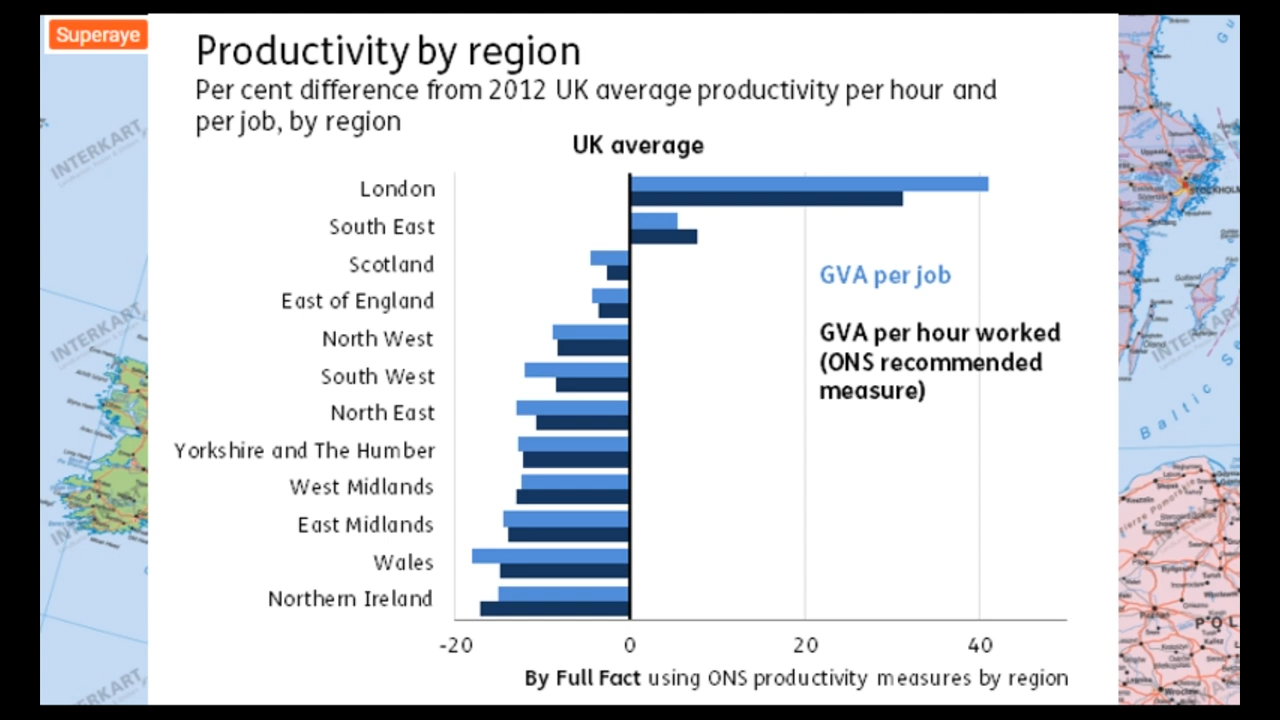 Superaye
Productivity by region
Per cent difference from 2012 UK average productivity per hour and
per job, by region
UK average
London
South East
Scotland
East of England
North West
South West
North East
Yorkshire and The Humber
West Midlands
East Midlands
Wales
Northern Ireland
GVA per job
GVA per hour worked
(ONS recommended
measure)
-20 0 20 40
By Full Fact using ONS productivity measures by region
INTERKART
INTERKART
STOCKHOLM
Baltic S
POL